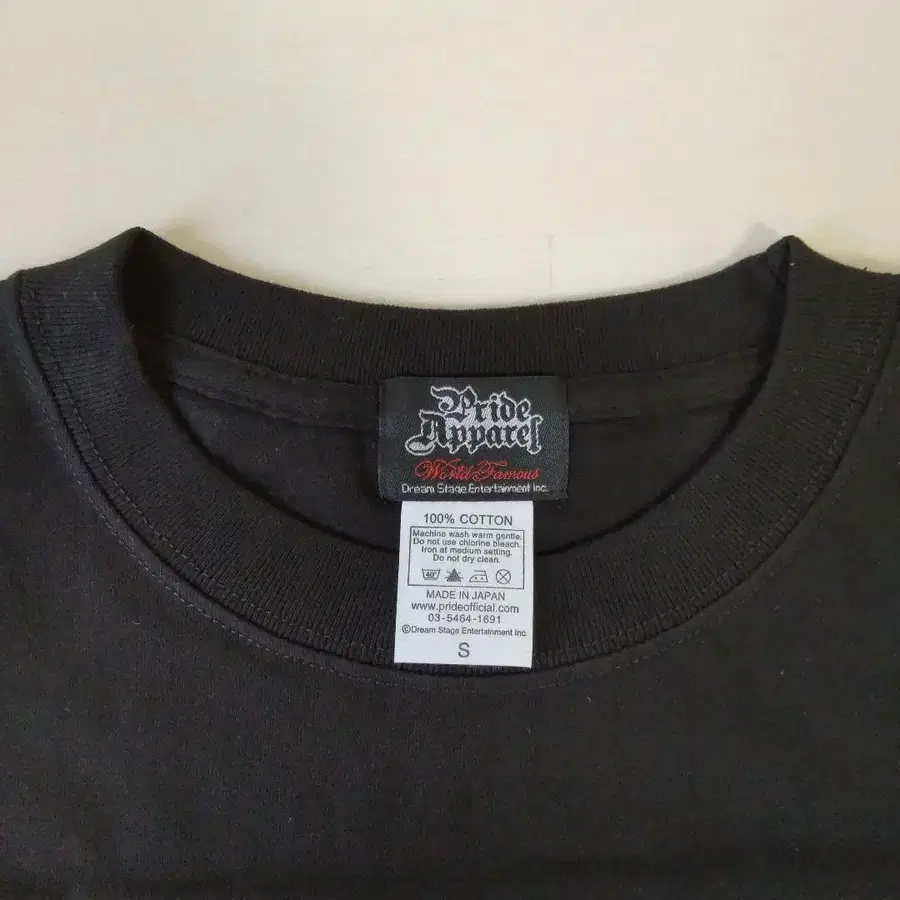 Pride
Apparel
World Famous
Dream Stage Entertainment Inc.
100% COTTON
Machine wash warm gentle.
Do not use chlorine bleach.
Iron at medium setting.
Do not dry clean.
40°
MADE IN JAPAN
www.prideofficial.com
03-5464-1691
©Dream Stage Entertainment Inc.
S